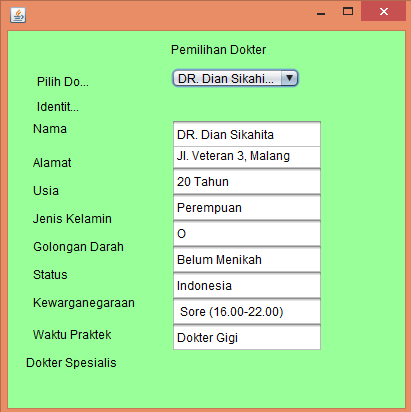 Pemilihan Dokter
Pilih Do... DR. Dian Sikahi...
Identit...
Nama DR. Dian Sikahita
Alamat Jl. Veteran 3, Malang
Usia 20 Tahun
Jenis Kelamin Perempuan
Golongan Darah O
Status Belum Menikah
Kewarganegaraan Indonesia
Waktu Praktek Sore (16.00-22.00)
Dokter Spesialis Dokter Gigi